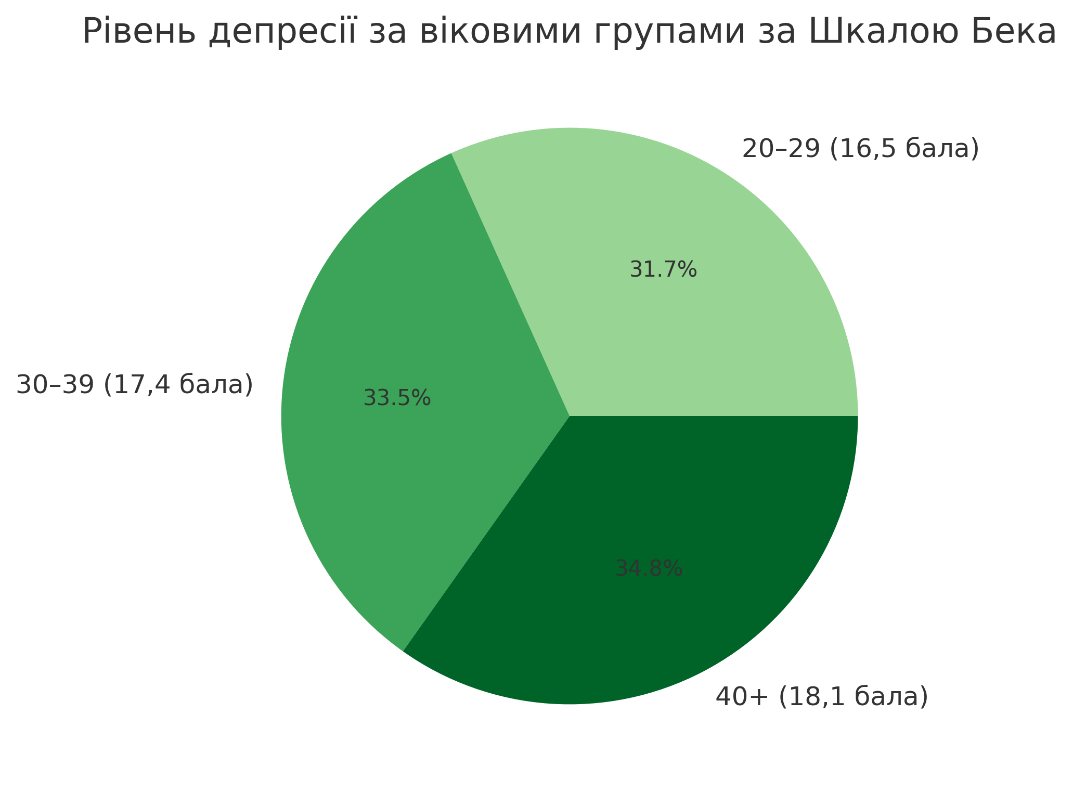 Рівень депресії за віковими групами за Шкалою Бека
20–29 (16,5 бала)
31.7%
30–39 (17,4 бала)
33.5%
34.8%
40+ (18,1 бала)